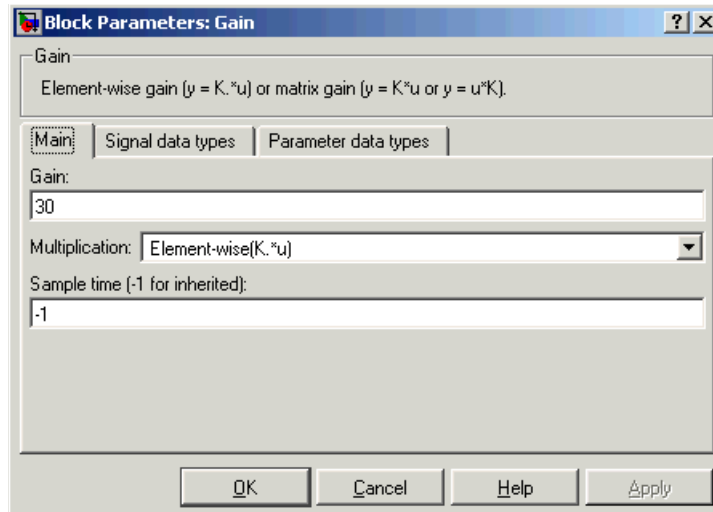 Block Parameters: Gain
Gain
Element-wise gain (y = K.*u) or matrix gain (y = K*u or y = u*K).
Main Signal data types Parameter data types
Gain:
30
Multiplication: Element-wise(K.*u)
Sample time (-1 for inherited):
-1
OK Cancel Help Apply